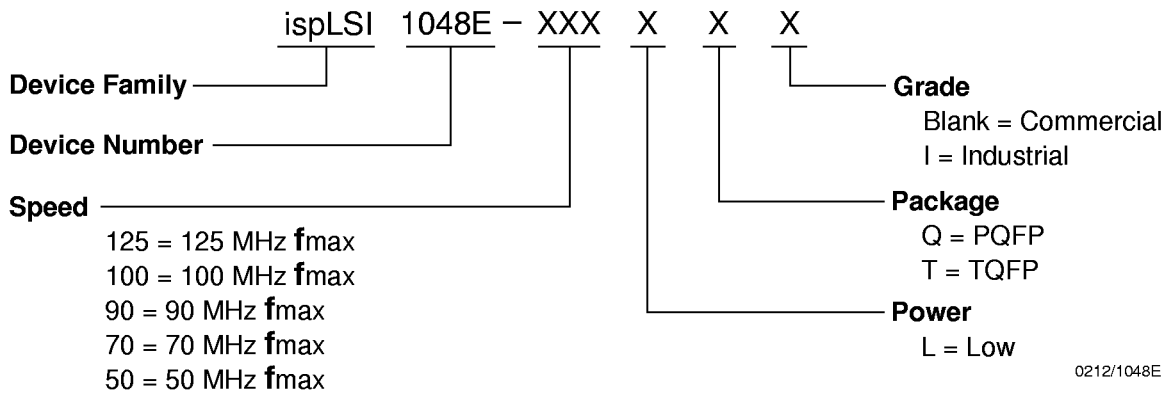 ispLSI 1048E – XXX X X X
Device Family
Device Number
Speed
125 = 125 MHz fmax
100 = 100 MHz fmax
90 = 90 MHz fmax
70 = 70 MHz fmax
50 = 50 MHz fmax
Grade
Blank = Commercial
I = Industrial
Package
Q = PQFP
T = TQFP
Power
L = Low
0212/1048E